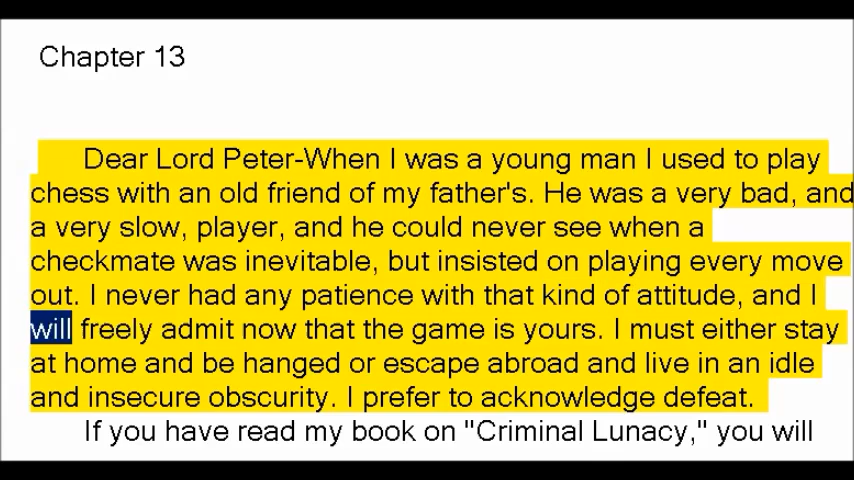 Chapter 13
Dear Lord Peter-When I was a young man I used to play
chess with an old friend of my father's. He was a very bad, and
a very slow, player, and he could never see when a
checkmate was inevitable, but insisted on playing every move
out. I never had any patience with that kind of attitude, and I
will freely admit now that the game is yours. I must either stay
at home and be hanged or escape abroad and live in an idle
and insecure obscurity. I prefer to acknowledge defeat.
If you have read my book on "Criminal Lunacy," you will